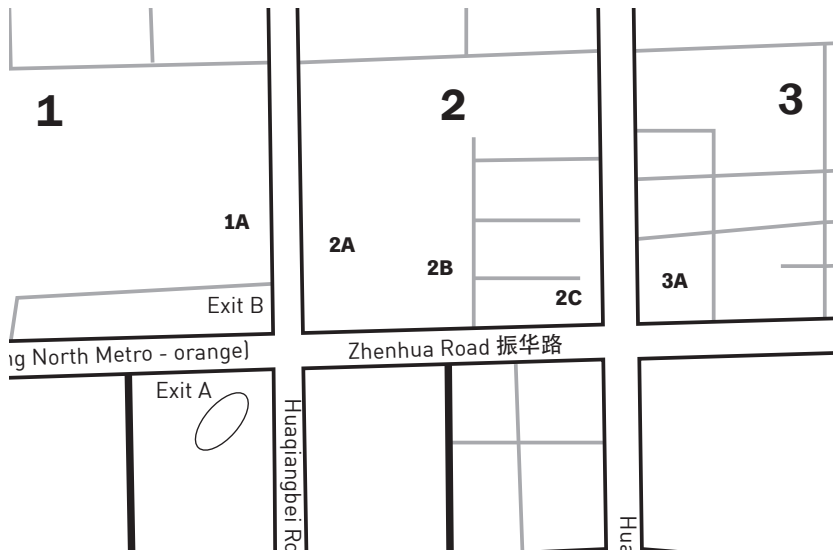 1
2
3
1A
2A
2B
2C
3A
Exit B
ng North Metro - orange)
Zhenhua Road 振华路
Exit A
Huaqiangbei Ro
Hua